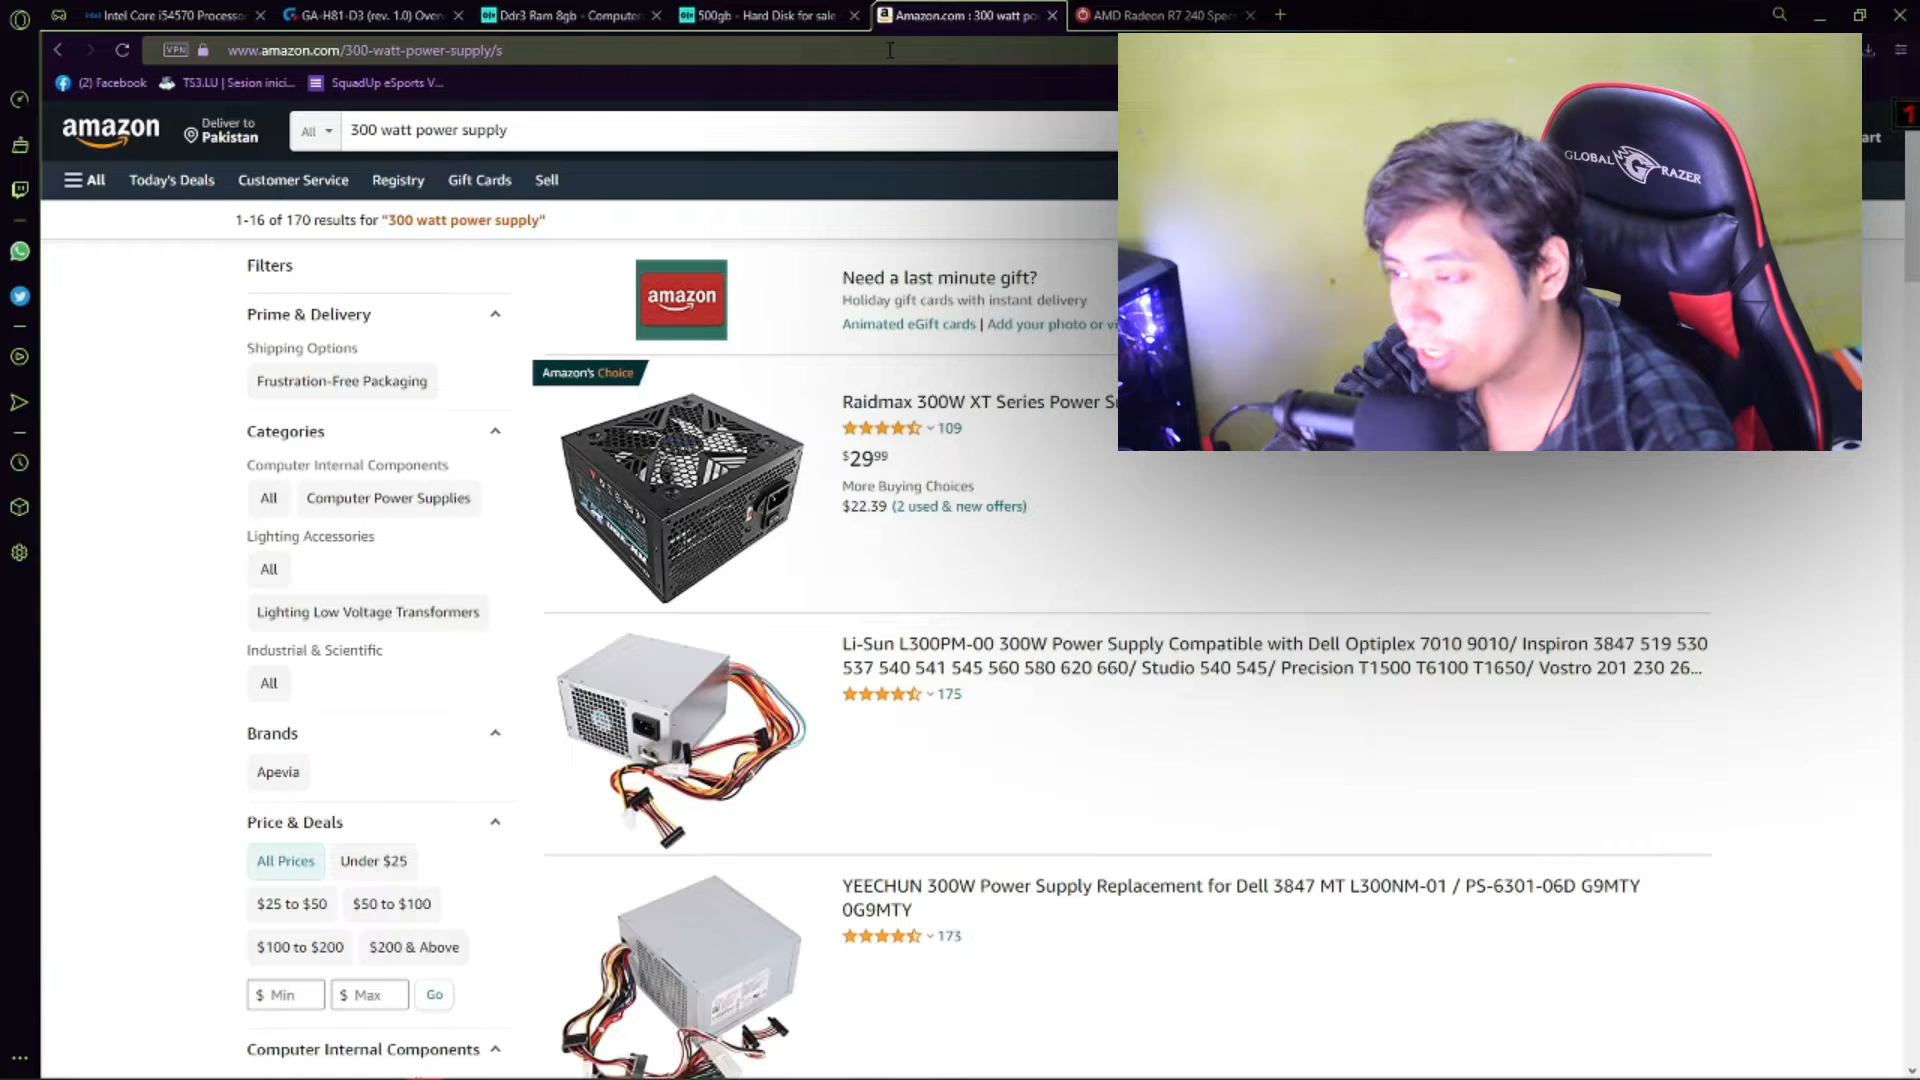 Intel Core i54570 Processor
GA-H81-D3 (rev. 1.0) Over
Ddr3 Ram 8gb - Computer
500gb - Hard Disk for sale
Amazon.com : 300 watt po
AMD Radeon R7 240 Spec
VPN
www.amazon.com/300-watt-power-supply/s
(2) Facebook
TS3.LU | Sesion inici...
SquadUp eSports V...
amazon
Deliver to
Pakistan
All
300 watt power supply
art
All
Today's Deals
Customer Service
Registry
Gift Cards
Sell
GLOBAL
RAZER
1-16 of 170 results for "300 watt power supply"
Filters
Prime & Delivery
Shipping Options
Frustration-Free Packaging
Categories
Computer Internal Components
All
Computer Power Supplies
Lighting Accessories
All
Lighting Low Voltage Transformers
Industrial & Scientific
All
Brands
Apevia
Price & Deals
All Prices
Under $25
$25 to $50
$50 to $100
$100 to $200
$200 & Above
$ Min
$ Max
Go
Computer Internal Components
amazon
Need a last minute gift?
Holiday gift cards with instant delivery
Animated eGift cards | Add your photo or vi
Amazon's Choice
Raidmax 300W XT Series Power Su
109
$29.99
More Buying Choices
$22.39 (2 used & new offers)
Li-Sun L300PM-00 300W Power Supply Compatible with Dell Optiplex 7010 9010/ Inspiron 3847 519 530
537 540 541 545 560 580 620 660/ Studio 540 545/ Precision T1500 T6100 T1650/ Vostro 201 230 26...
175
YEECHUN 300W Power Supply Replacement for Dell 3847 MT L300NM-01 / PS-6301-06D G9MTY
0G9MTY
173